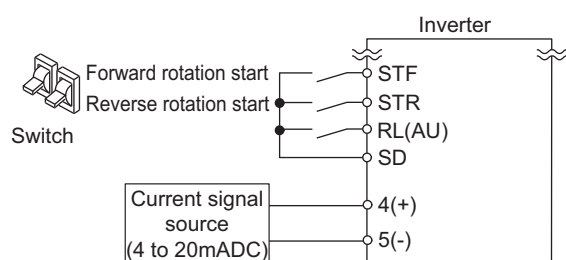 Inverter
Forward rotation start
STF
Reverse rotation start
STR
RL(AU)
Switch
SD
Current signal
source
(4 to 20mADC)
4(+)
5(-)